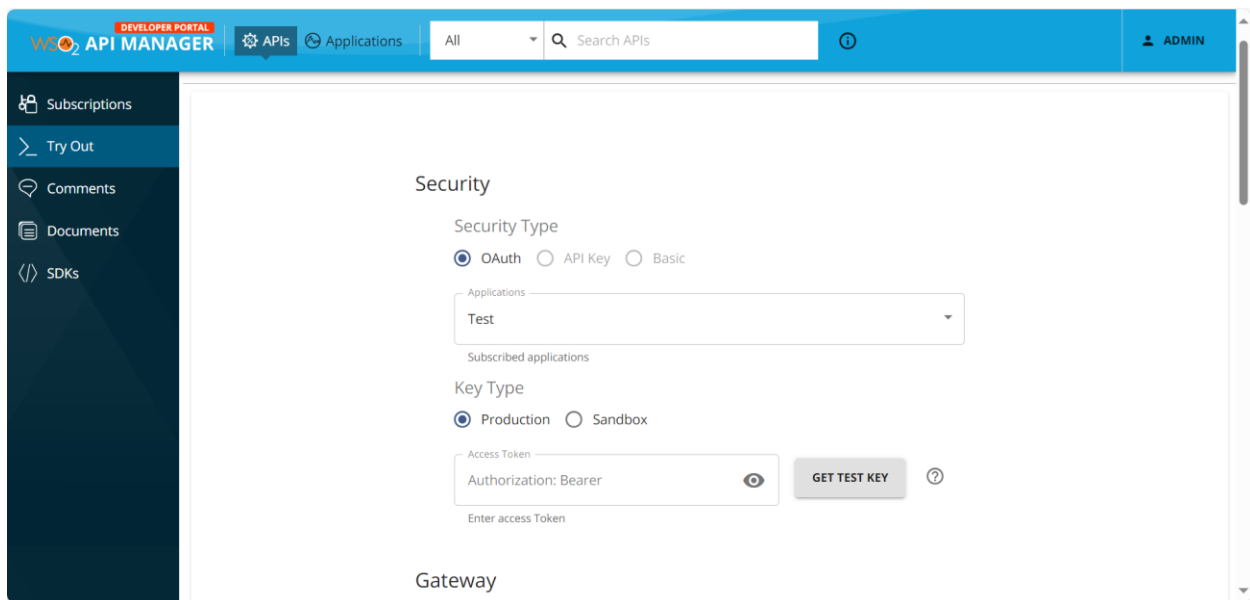 DEVELOPER PORTAL
WSO2 API MANAGER
APIs
Applications
All
Search APIs
ADMIN
Subscriptions
Try Out
Comments
Documents
SDKs
Security
Security Type
OAuth
API Key
Basic
Applications
Test
Subscribed applications
Key Type
Production
Sandbox
Access Token
Authorization: Bearer
GET TEST KEY
Enter access Token
Gateway